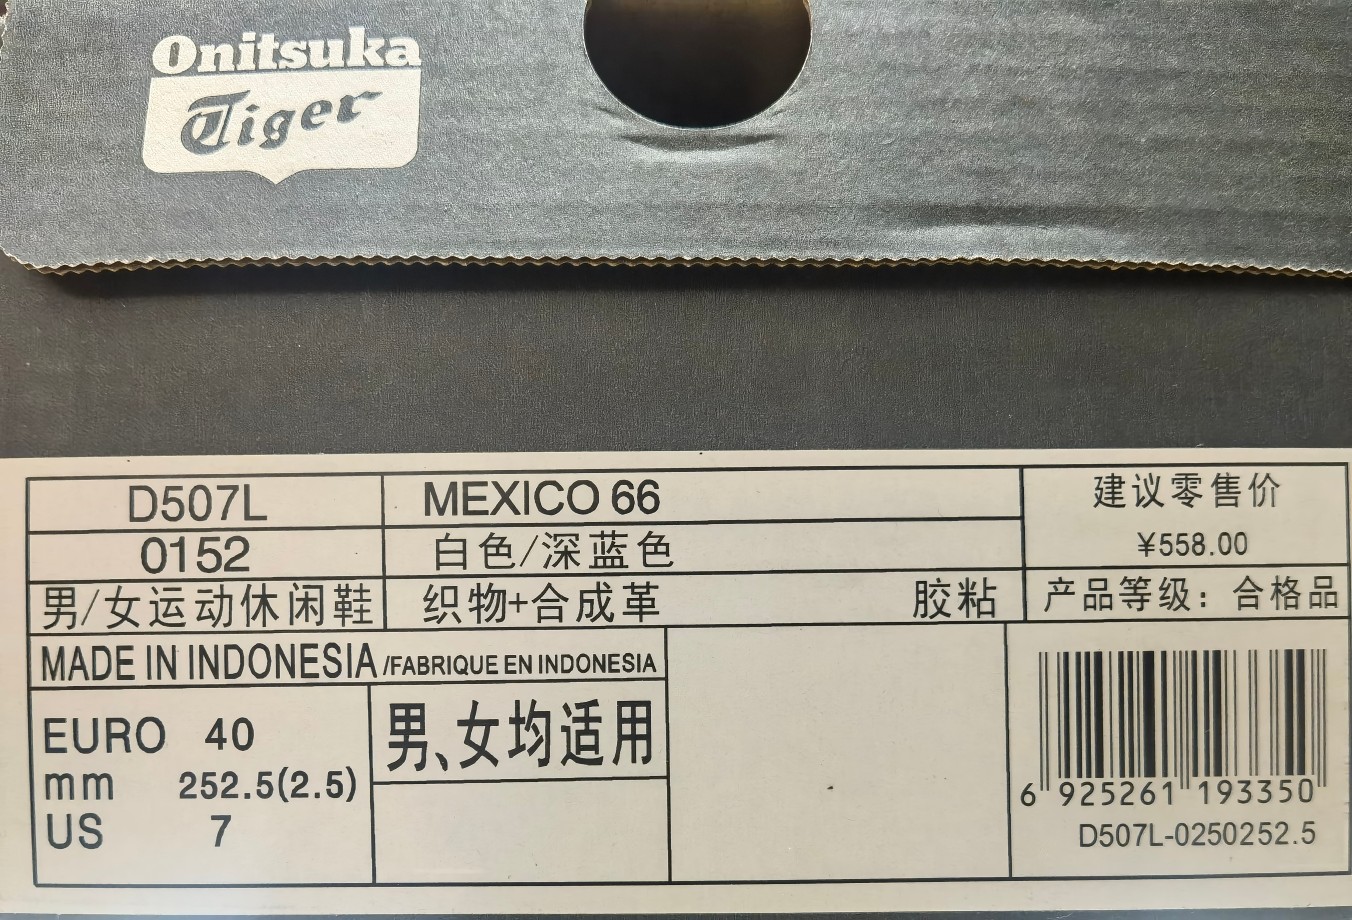 Onitsuka
Tiger
D507L
MEXICO 66
建议零售价
¥558.00
0152
白色/深蓝色
男/女运动休闲鞋
织物+合成革
胶粘
产品等级：合格品
MADE IN INDONESIA/FABRIQUE EN INDONESIA
EURO 40
mm 252.5(2.5)
US 7
男、女均适用
6 925261 193350
D507L-0250252.5